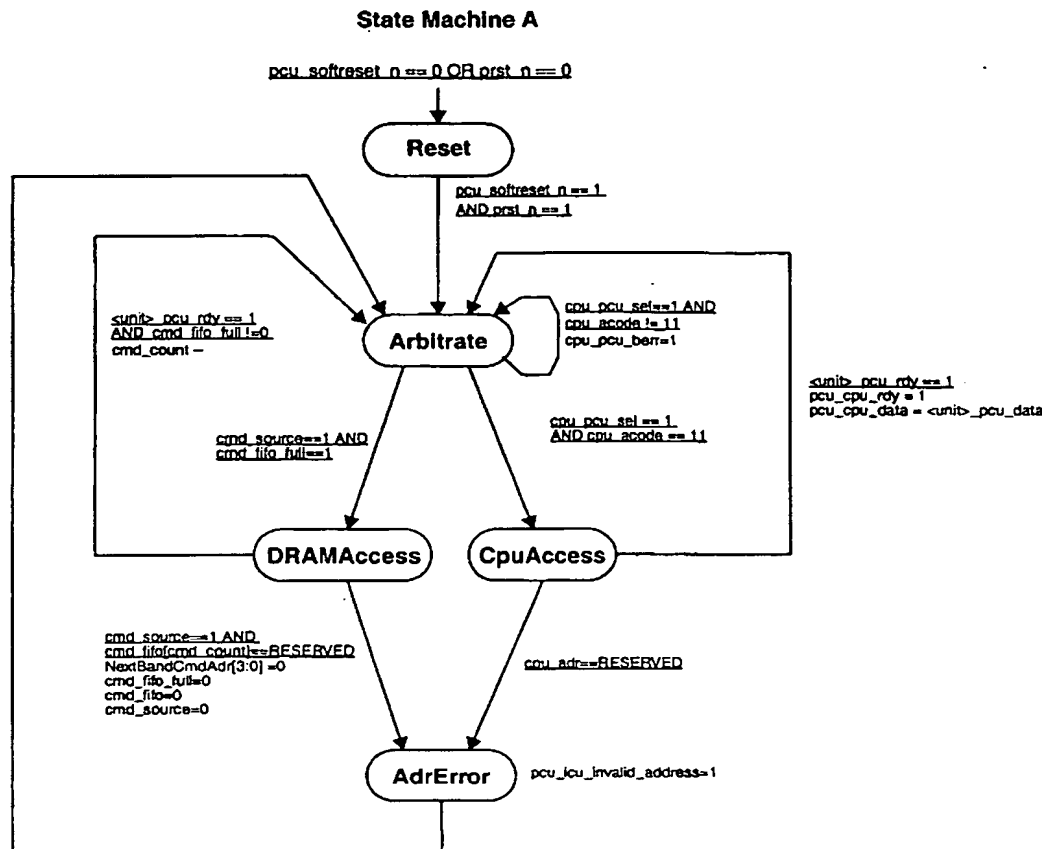 State Machine A
pcu_softreset_n == 0 OR prst_n == 0
Reset
pcu_softreset_n == 1
AND prst_n == 1
<unit>_pcu_rdy == 1
AND cmd_fifo_full !=0
cmd_count --
Arbitrate
cpu_pcu_sel==1 AND
cpu_acode != 11
cpu_pcu_berr=1
<unit>_pcu_rdy == 1
pcu_cpu_rdy = 1
pcu_cpu_data = <unit>_pcu_data
cmd_source==1 AND
cmd_fifo_full==1
cpu_pcu_sel == 1
AND cpu_acode == 11
DRAMAccess
CpuAccess
cmd_source==1 AND
cmd_fifo[cmd_count]==RESERVED
NextBandCmdAdr[3:0] =0
cmd_fifo_full=0
cmd_fifo=0
cmd_source=0
cpu_adr==RESERVED
AdrError
pcu_icu_invalid_address=1